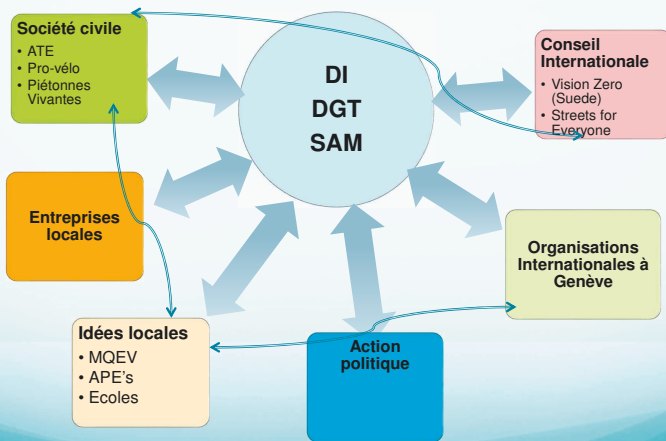 Société civile
• ATE
• Pro-vélo
• Piétonnes
Vivantes
DI
DGT
SAM
Conseil
Internationale
• Vision Zero
(Suede)
• Streets for
Everyone
Entreprises
locales
Organisations
Internationales à
Genève
Idées locales
• MQEV
• APE's
• Ecoles
Action
politique